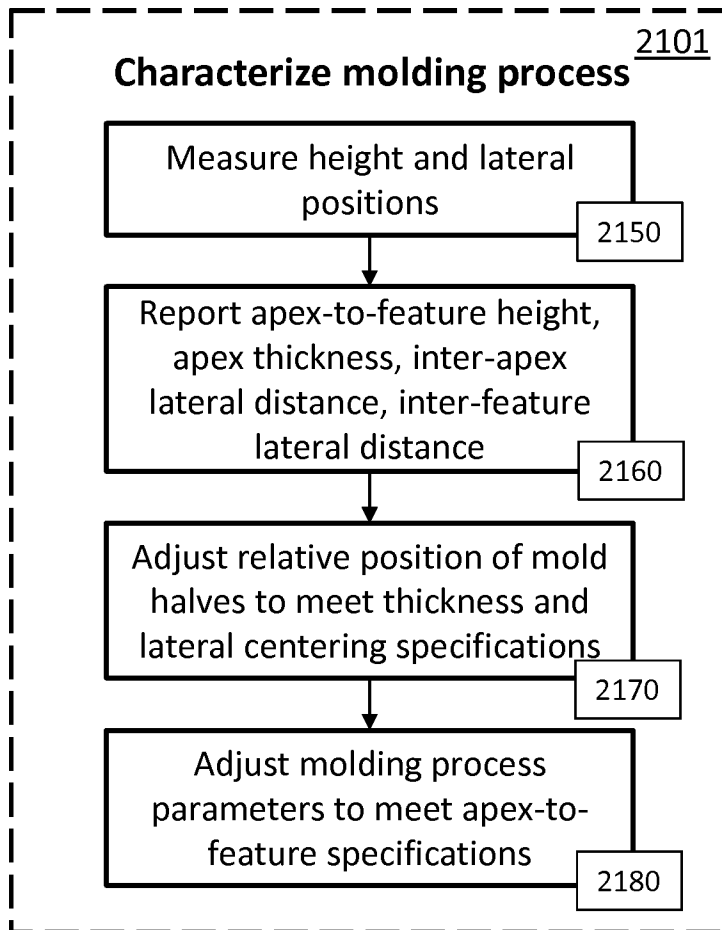 2101
Characterize molding process
Measure height and lateral
positions
2150
Report apex-to-feature height,
apex thickness, inter-apex
lateral distance, inter-feature
lateral distance
2160
Adjust relative position of mold
halves to meet thickness and
lateral centering specifications
2170
Adjust molding process
parameters to meet apex-to-
feature specifications
2180